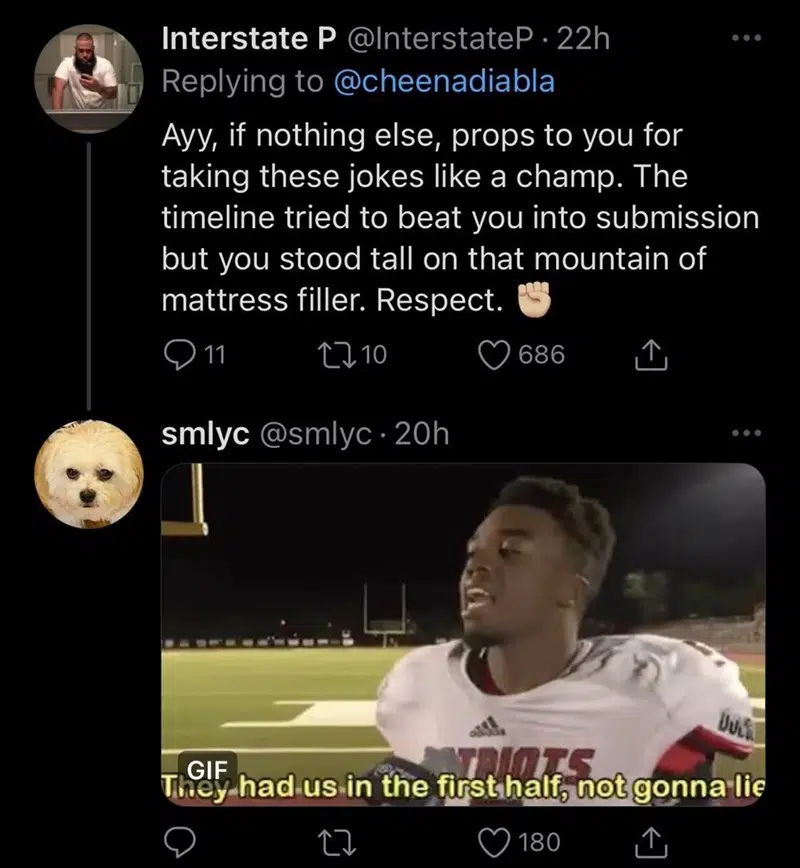 Interstate P @InterstateP · 22h
Replying to @cheenadiabla
Ayy, if nothing else, props to you for
taking these jokes like a champ. The
timeline tried to beat you into submission
but you stood tall on that mountain of
mattress filler. Respect. ✊🏼
11 10 686
smlyc @smlyc · 20h
adidas
TRIOTS
GIF
They had us in the first half, not gonna lie
180